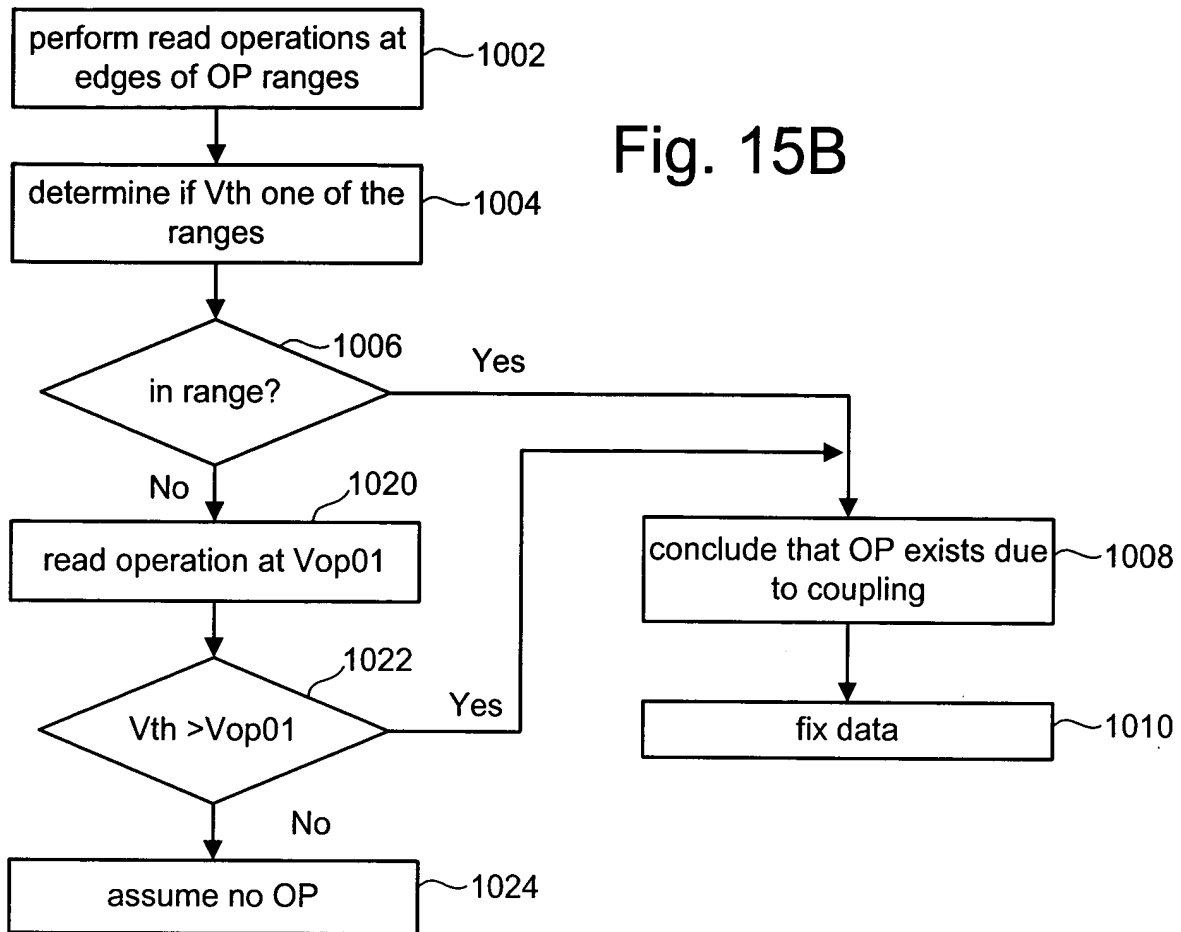 perform read operations at
edges of OP ranges
1002
Fig. 15B
determine if Vth one of the
ranges
1004
1006
in range?
Yes
No
1020
read operation at Vop01
conclude that OP exists due
to coupling
1008
1022
Vth >Vop01
Yes
fix data
1010
No
assume no OP
1024